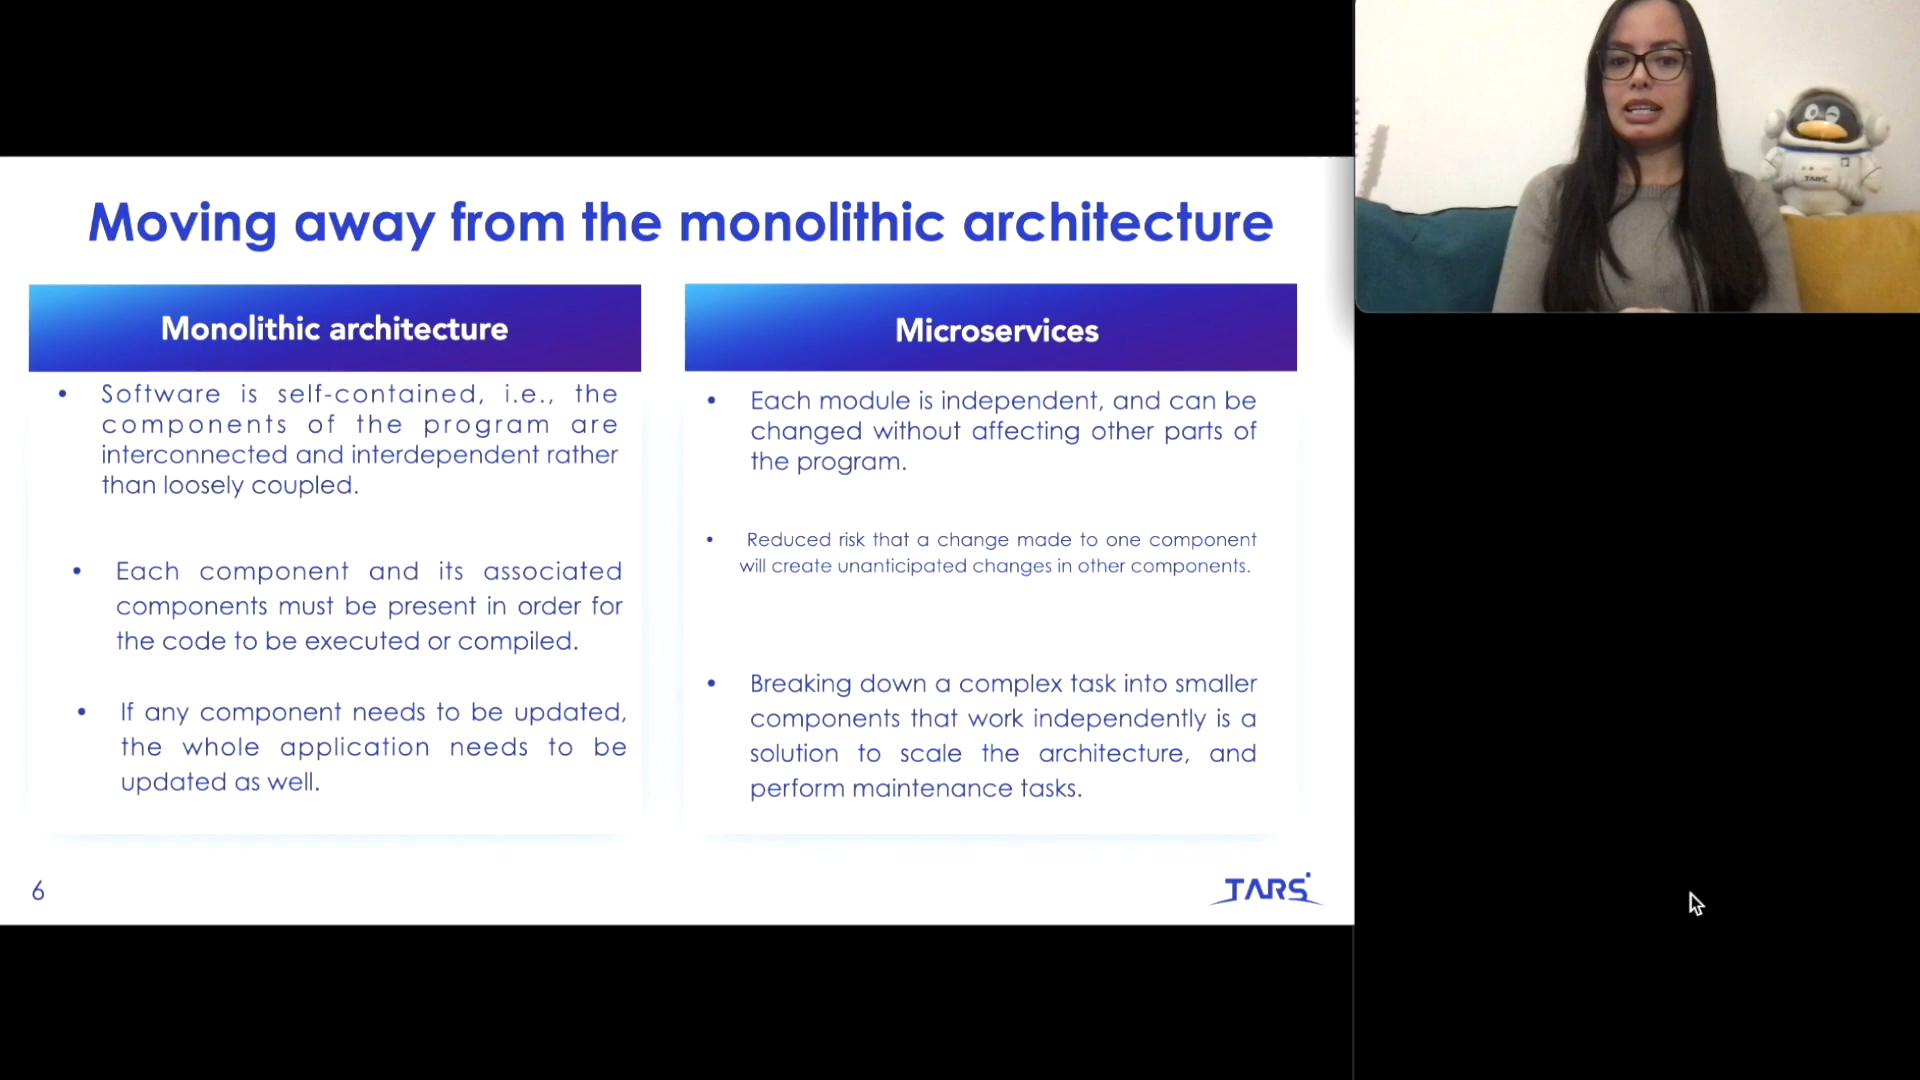 Moving away from the monolithic architecture
Monolithic architecture
• Software is self-contained, i.e., the
components of the program are
interconnected and interdependent rather
than loosely coupled.
• Each component and its associated
components must be present in order for
the code to be executed or compiled.
• If any component needs to be updated,
the whole application needs to be
updated as well.
Microservices
• Each module is independent, and can be
changed without affecting other parts of
the program.
• Reduced risk that a change made to one component
will create unanticipated changes in other components.
• Breaking down a complex task into smaller
components that work independently is a
solution to scale the architecture, and
perform maintenance tasks.
6
TARS
TARS